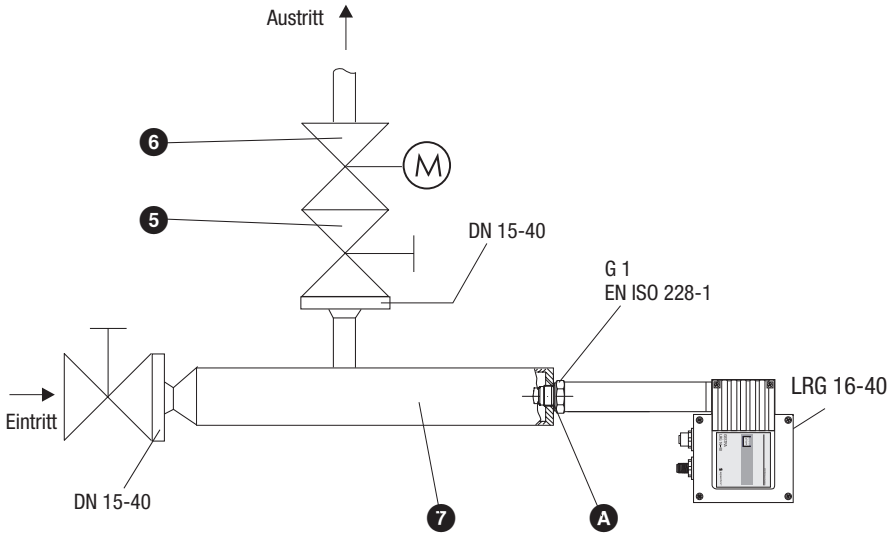 Austritt
6
M
5
DN 15-40
G 1
EN ISO 228-1
LRG 16-40
Eintritt
DN 15-40
7
A